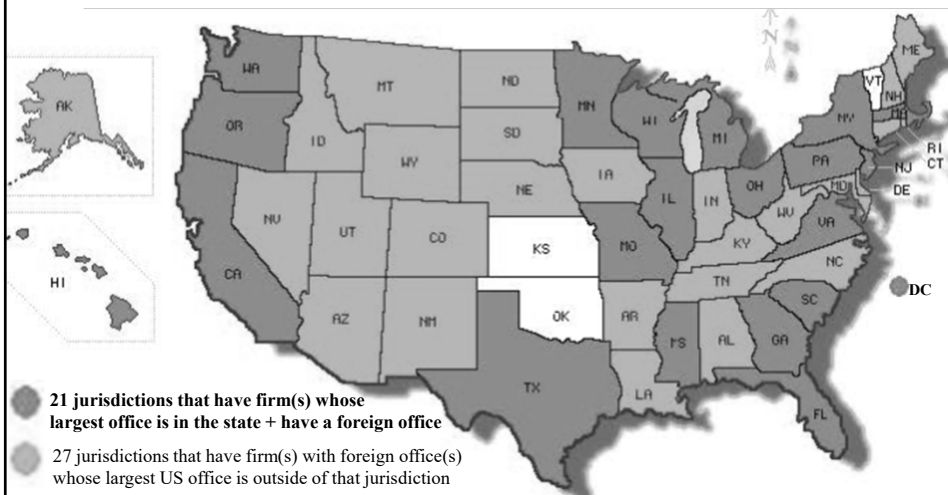 N N
ME
WA
VT
NH
MT
ND
MN
AK
OR
ID
SD
WI
NY
MA
MI
WY
RI
CT
PA
NJ
IA
NE
OH
MD
DE
IL
IN
NV
UT
CO
WV
VA
KS
MO
KY
CA
HI
NC
TN
DC
AZ
NM
OK
AR
SC
MS
AL
GA
TX
LA
FL
21 jurisdictions that have firm(s) whose
largest office is in the state + have a foreign office
27 jurisdictions that have firm(s) with foreign office(s)
whose largest US office is outside of that jurisdiction